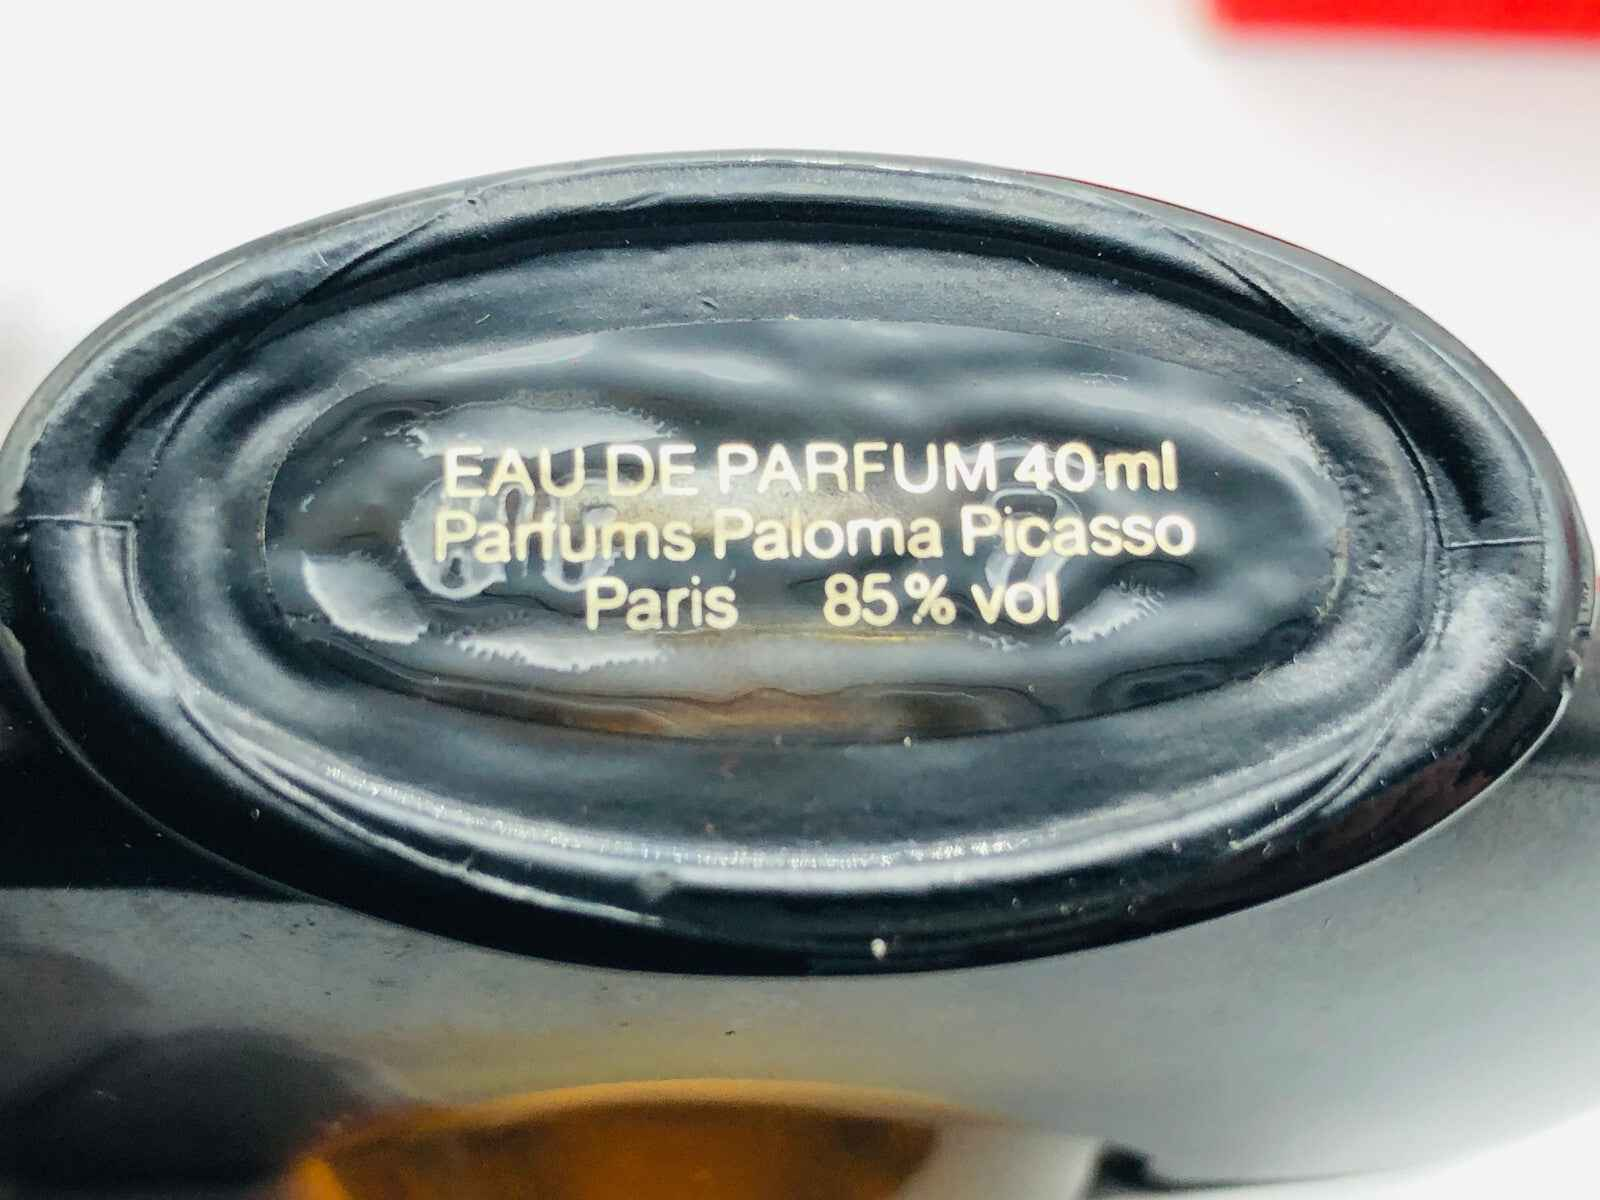 EAU DE PARFUM 40ml
Parfums Paloma Picasso
Paris 85% vol